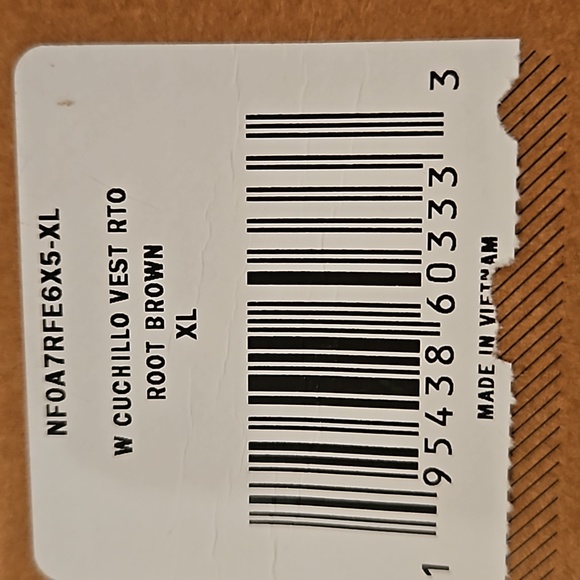 NF0A7RFE6X5-XL
W CUCHILLO VEST RTO
ROOT BROWN
XL
1 95438 60333 3
MADE IN VIETNAM